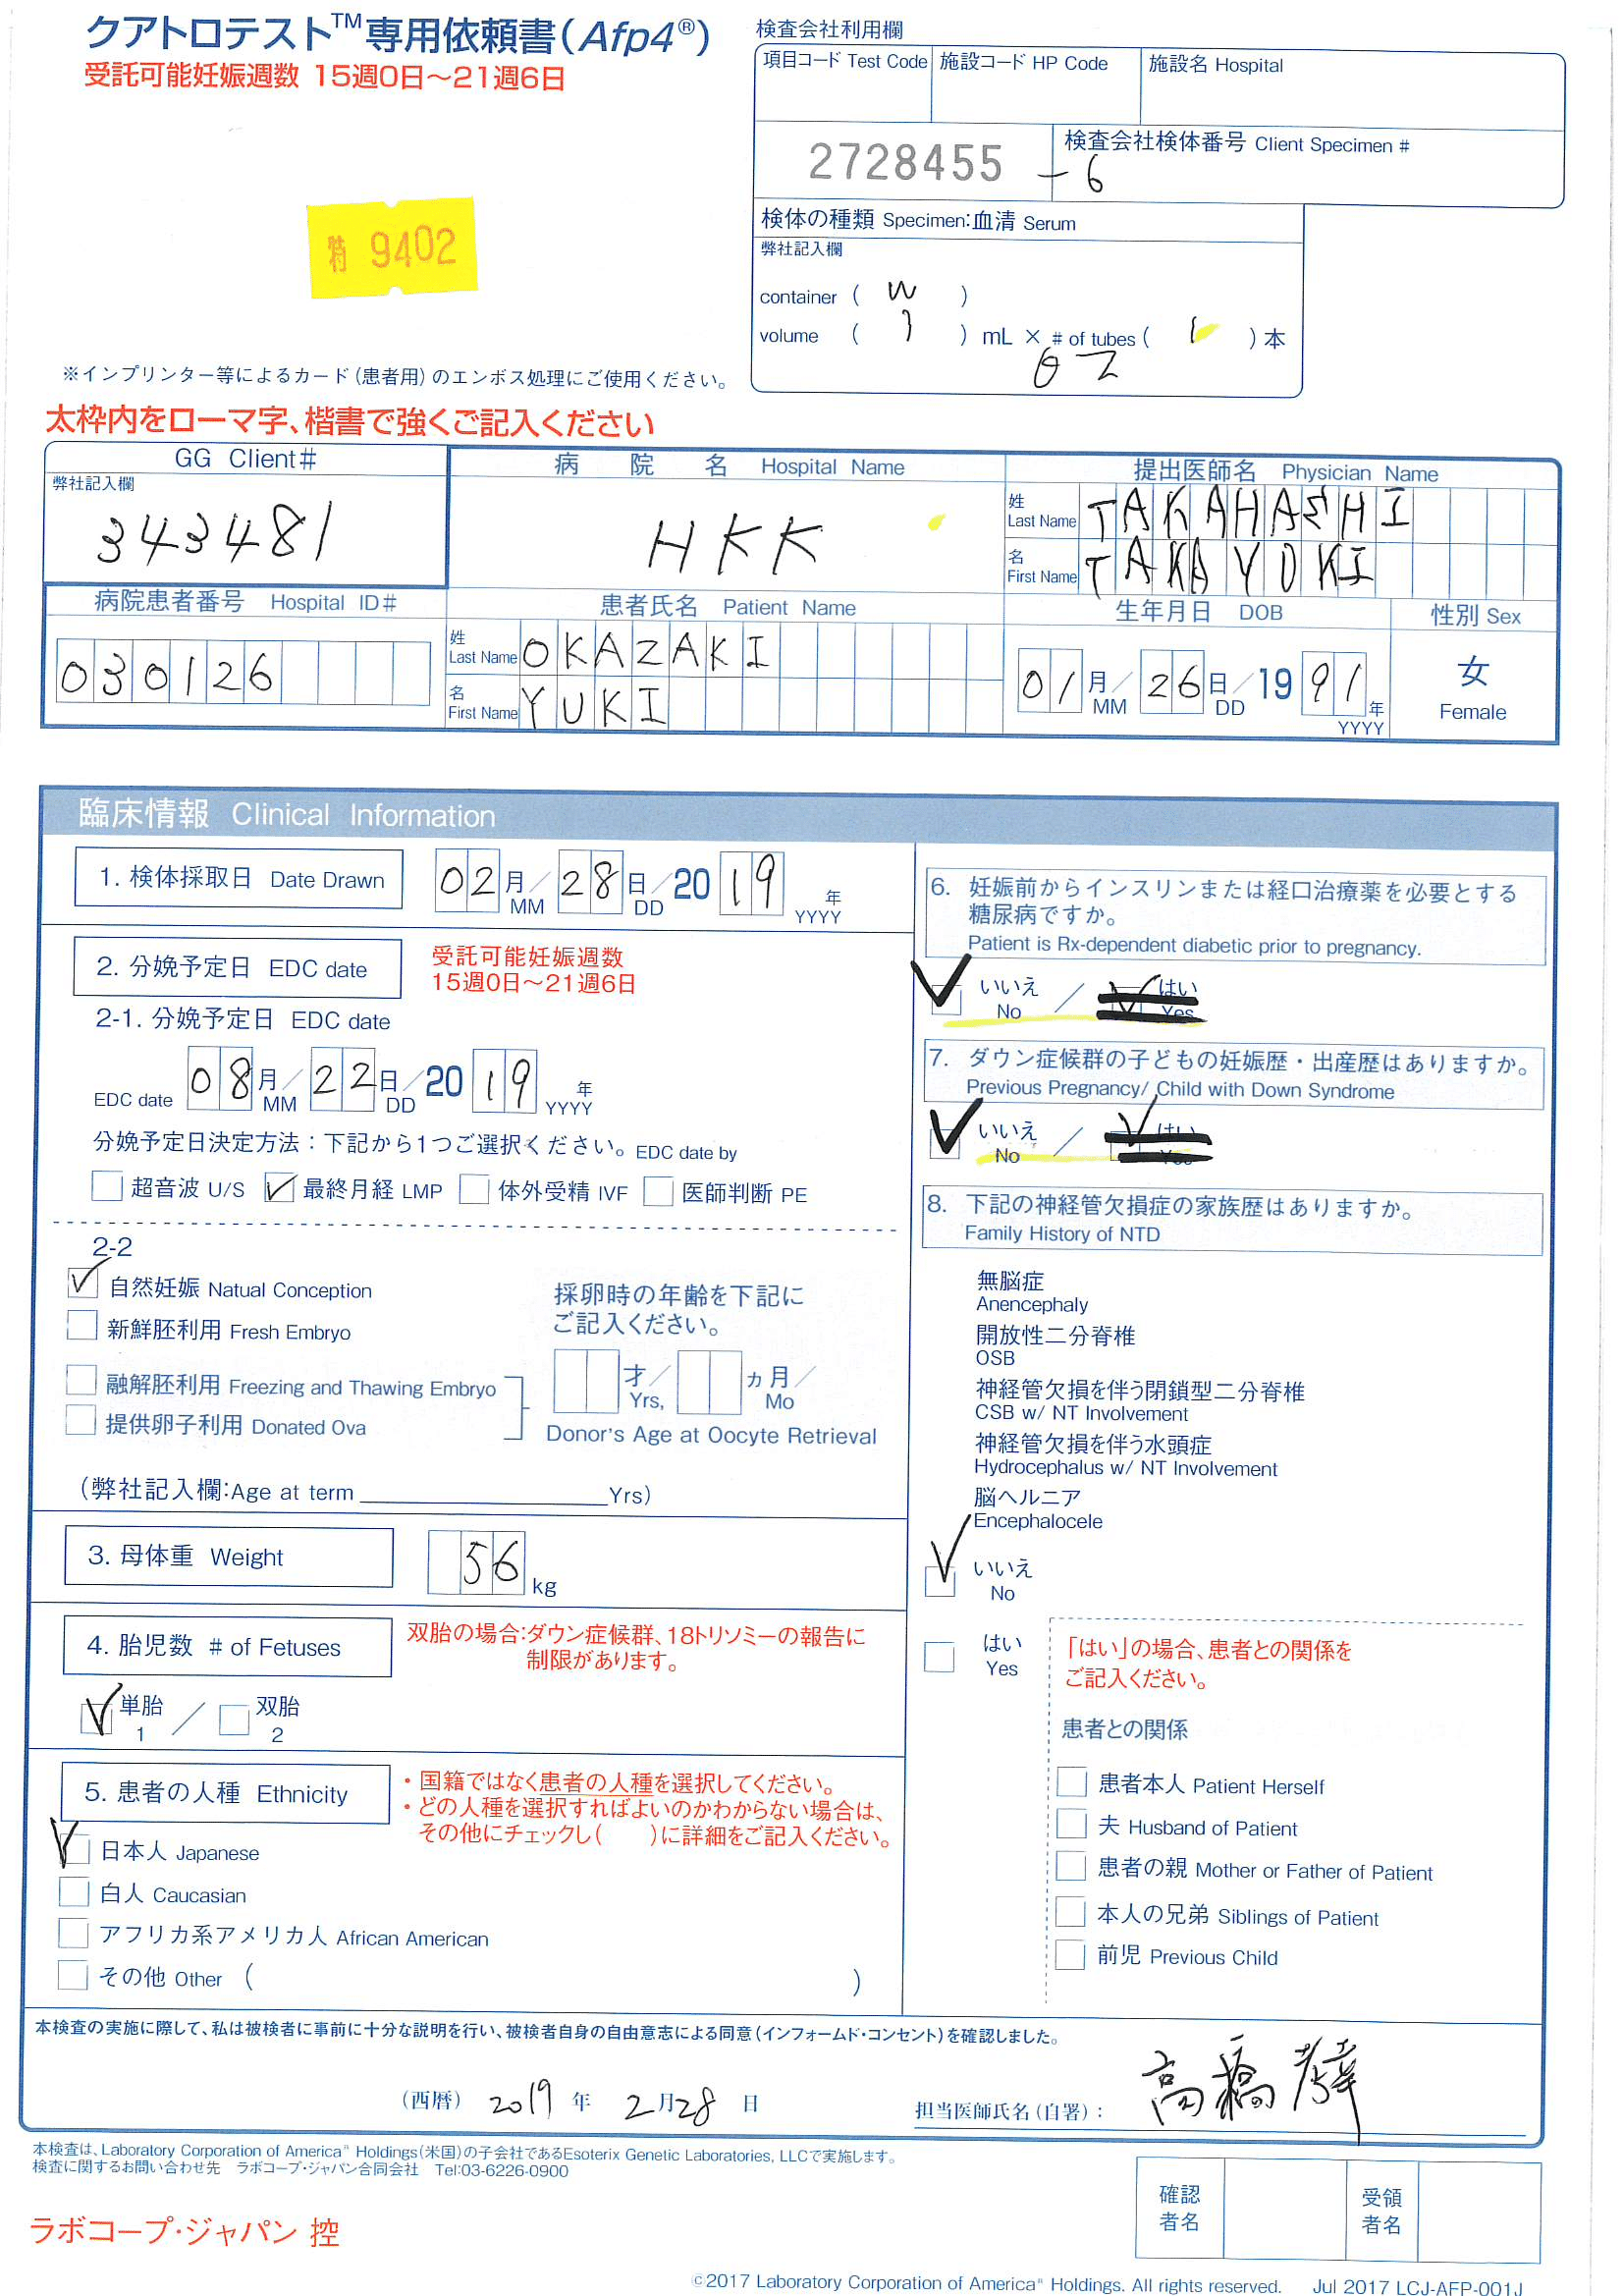 クアトロテスト™専用依頼書(Afp4®)
受託可能妊娠週数 15週0日～21週6日
検査会社利用欄
項目コード Test Code 施設コード HP Code 施設名 Hospital
2728455 -6 検査会社検体番号 Client Specimen #
特 9402
検体の種類 Specimen:血清 Serum
弊社記入欄
container ( W )
volume ( 1 ) mL × # of tubes ( 1 ) 本
※インプリンター等によるカード(患者用)のエンボス処理にご使用ください。
太枠内をローマ字、楷書で強くご記入ください
GG Client# 病院名 Hospital Name 提出医師名 Physician Name
弊社記入欄
343481
HKK
姓 Last Name TAKAHASHI
名 First Name TAKAYUKI
病院患者番号 Hospital ID# 患者氏名 Patient Name 生年月日 DOB 性別 Sex
030126
姓 Last Name OKAZAKI
名 First Name YUKI
01月 MM/26日 DD/1991年 YYYY
女 Female
臨床情報 Clinical Information
1. 検体採取日 Date Drawn 02月 MM/28日 DD/2019年 YYYY
2. 分娩予定日 EDC date 受託可能妊娠週数
15週0日～21週6日
2-1. 分娩予定日 EDC date
EDC date 08月 MM/22日 DD/2019年 YYYY
分娩予定日決定方法：下記から1つご選択ください。EDC date by
超音波 U/S ✓ 最終月経 LMP 体外受精 IVF 医師判断 PE
2-2
✓ 自然妊娠 Natual Conception
新鮮胚利用 Fresh Embryo
融解胚利用 Freezing and Thawing Embryo
提供卵子利用 Donated Ova
採卵時の年齢を下記に
ご記入ください。
才 Yrs,/ヵ月 Mo/
Donor's Age at Oocyte Retrieval
(弊社記入欄:Age at term Yrs)
3. 母体重 Weight 56 kg
4. 胎児数 # of Fetuses 双胎の場合:ダウン症候群、18トリソミーの報告に
制限があります。
✓ 単胎 1 / 双胎 2
5. 患者の人種 Ethnicity
・国籍ではなく患者の人種を選択してください。
・どの人種を選択すればよいのかわからない場合は、
その他にチェックし( )に詳細をご記入ください。
✓ 日本人 Japanese
白人 Caucasian
アフリカ系アメリカ人 African American
その他 Other ( )
6. 妊娠前からインスリンまたは経口治療薬を必要とする
糖尿病ですか。
Patient is Rx-dependent diabetic prior to pregnancy.
✓ いいえ No / はい Yes
7. ダウン症候群の子どもの妊娠歴・出産歴はありますか。
Previous Pregnancy/ Child with Down Syndrome
✓ いいえ No / はい Yes
8. 下記の神経管欠損症の家族歴はありますか。
Family History of NTD
無脳症
Anencephaly
開放性二分脊椎
OSB
神経管欠損を伴う閉鎖型二分脊椎
CSB w/ NT Involvement
神経管欠損を伴う水頭症
Hydrocephalus w/ NT Involvement
脳ヘルニア
Encephalocele
✓ いいえ
No
はい
Yes
「はい」の場合、患者との関係を
ご記入ください。
患者との関係
患者本人 Patient Herself
夫 Husband of Patient
患者の親 Mother or Father of Patient
本人の兄弟 Siblings of Patient
前児 Previous Child
本検査の実施に際して、私は被検者に事前に十分な説明を行い、被検者自身の自由意志による同意(インフォームド・コンセント)を確認しました。
(西暦) 2019 年 2月28 日 担当医師氏名(自署)： 高橋
本検査は、Laboratory Corporation of America® Holdings(米国)の子会社であるEsoterix Genetic Laboratories, LLCで実施します。
検査に関するお問い合わせ先 ラボコープ・ジャパン合同会社 Tel:03-6226-0900
確認者名 受領者名
ラボコープ・ジャパン 控
©2017 Laboratory Corporation of America® Holdings. All rights reserved. Jul 2017 LCJ-AFP-001J